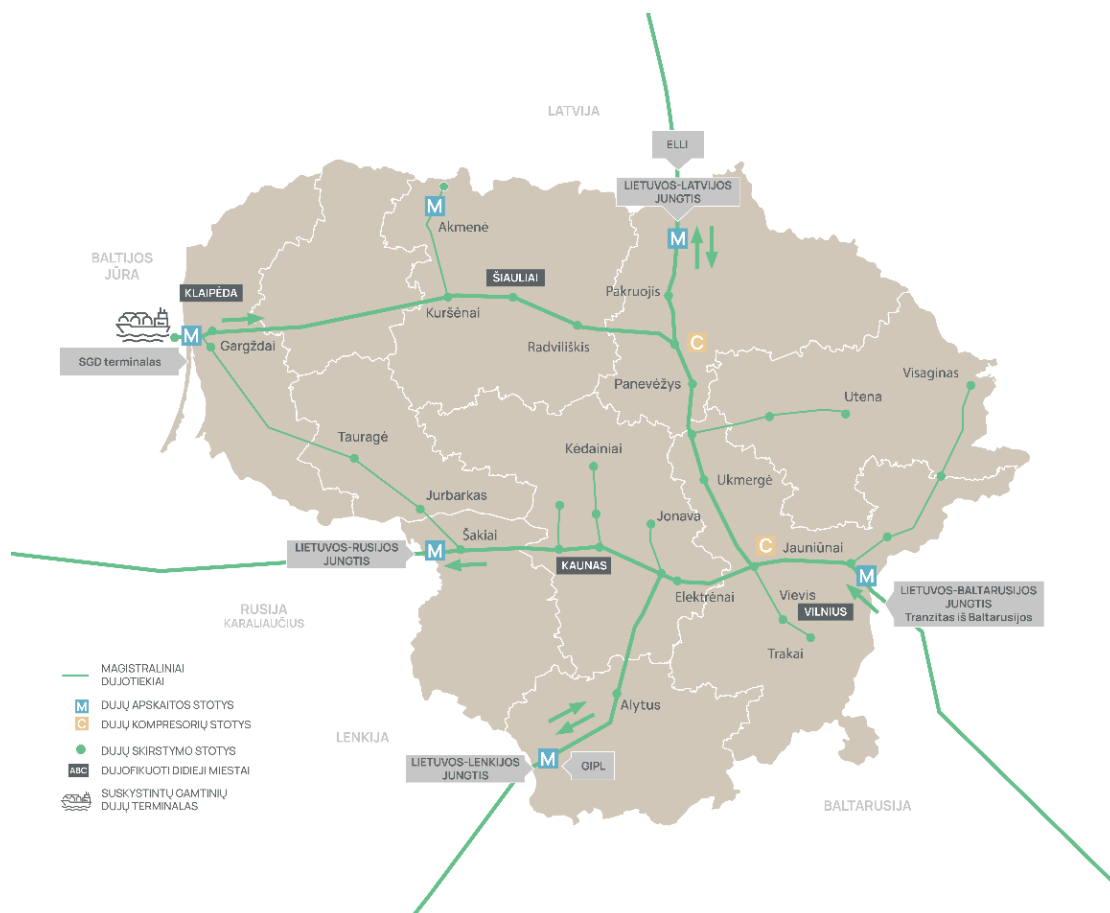 LATVIJA
ELLI
LIETUVOS-LATVIJOS
JUNGTIS
M
M
Akmenė
BALTIJOS
JŪRA
KLAIPĖDA
ŠIAULIAI
Pakruojis
Kuršėnai
M
Gargždai
Radviliškis
C
SGD terminalas
Panevėžys
Visaginas
Utena
Tauragė
Kėdainiai
Ukmergė
Jurbarkas
Jonava
Šakiai
LIETUVOS-RUSIJOS
JUNGTIS
M
C
Jauniūnai
KAUNAS
M
Elektrėnai
Vievis
VILNIUS
LIETUVOS-BALTARUSIJOS
JUNGTIS
Tranzitas iš Baltarusijos
RUSIJA
KARALIAUČIUS
Trakai
MAGISTRALINIAI
DUJOTIEKIAI
M DUJŲ APSKAITOS STOTYS
C DUJŲ KOMPRESORIŲ STOTYS
DUJŲ SKIRSTYMO STOTYS
ABC DUJOFIKUOTI DIDIEJI MIESTAI
SUSKYSTINTŲ GAMTINIŲ
DUJŲ TERMINALAS
Alytus
LENKIJA
LIETUVOS-LENKIJOS
JUNGTIS
M
GIPL
BALTARUSIJA